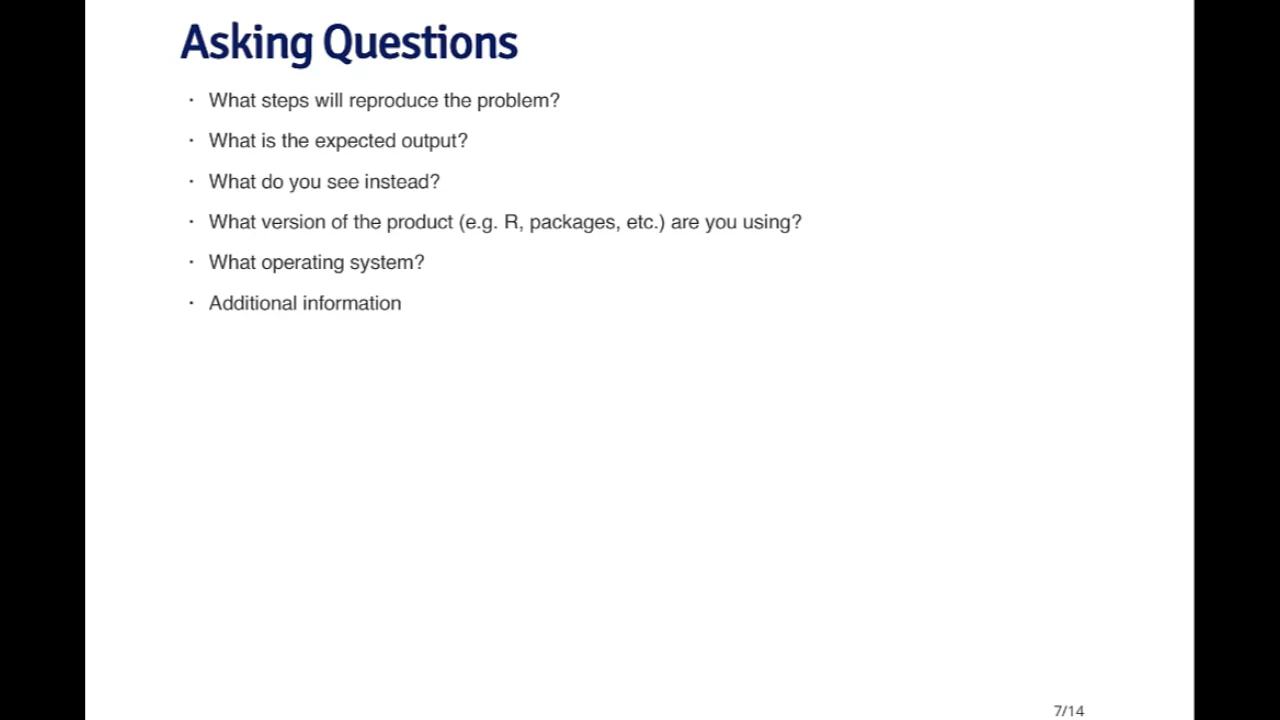 Asking Questions
· What steps will reproduce the problem?
· What is the expected output?
· What do you see instead?
· What version of the product (e.g. R, packages, etc.) are you using?
· What operating system?
· Additional information
7/14